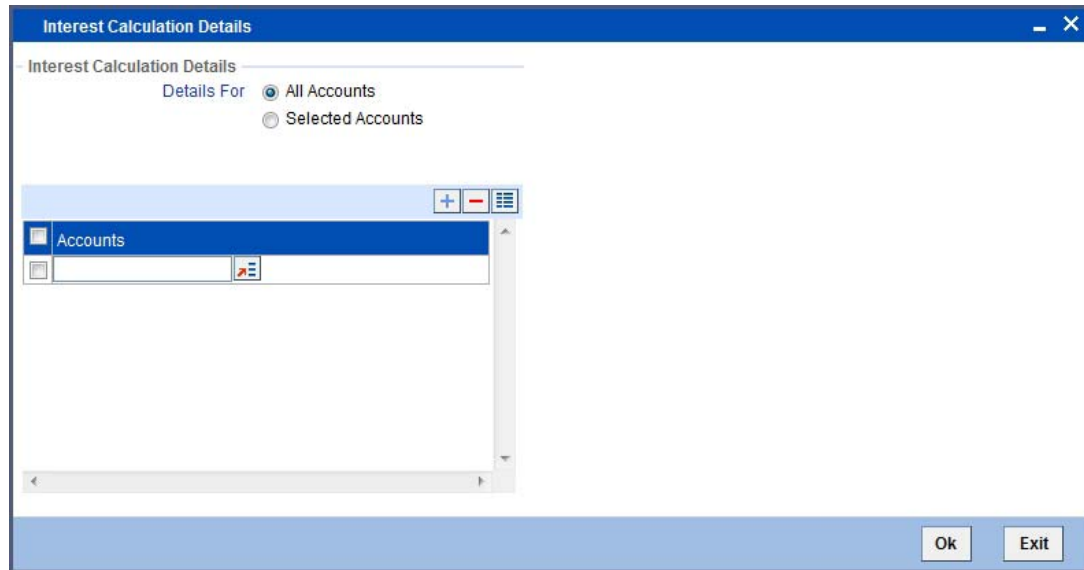 Interest Calculation Details
Interest Calculation Details
Details For All Accounts
Selected Accounts
Accounts
Ok Exit